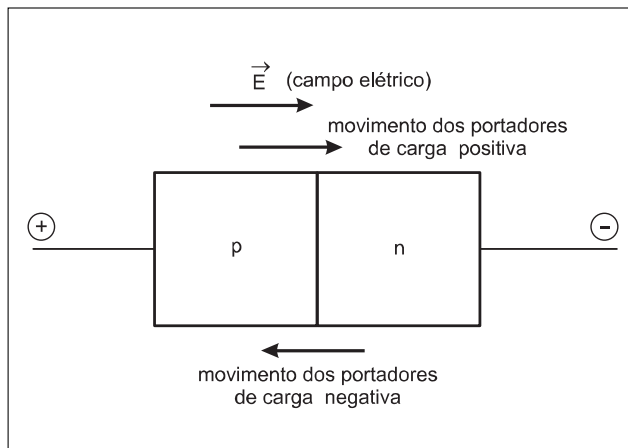 E (campo elétrico)
movimento dos portadores
de carga positiva
+
-
p
n
movimento dos portadores
de carga negativa